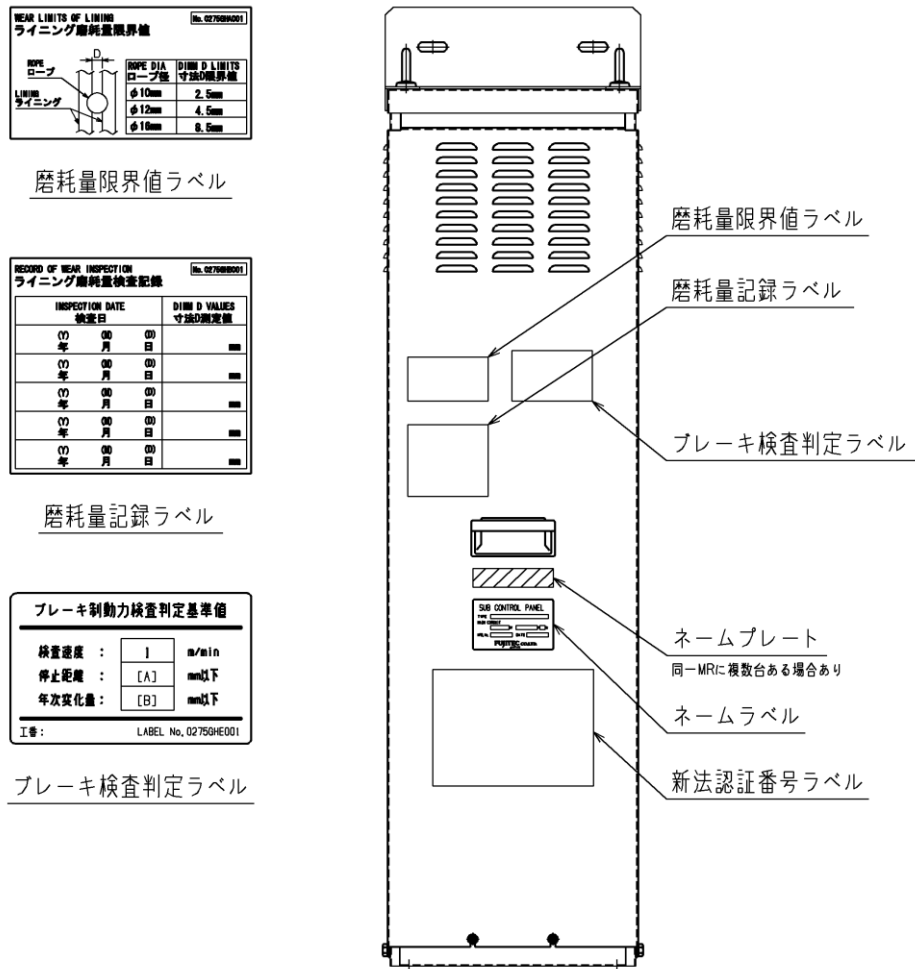 WEAR LIMITS OF LINING
No. 0275GHA001
ライニング磨耗量限界値
D
ROPE
ロープ
LINING
ライニング
ROPE DIA DIMN D LIMITS
ロープ径 寸法D限界値
φ10mm 2.5mm
φ12mm 4.5mm
φ16mm 8.5mm
磨耗量限界値ラベル
RECORD OF WEAR INSPECTION
No. 0275GHB001
ライニング磨耗量検査記録
INSPECTION DATE DIMN D VALUES
検査日 寸法D測定値
(Y) (M) (D)
年 月 日 mm
(Y) (M) (D)
年 月 日 mm
(Y) (M) (D)
年 月 日 mm
(Y) (M) (D)
年 月 日 mm
(Y) (M) (D)
年 月 日 mm
磨耗量記録ラベル
ブレーキ制動力検査判定基準値
検査速度 : 1 m/min
停止距離 : [A] mm以下
年次変化量 : [B] mm以下
工番: LABEL No. 0275GHE001
ブレーキ検査判定ラベル
磨耗量限界値ラベル
磨耗量記録ラベル
ブレーキ検査判定ラベル
SUB CONTROL PANEL
TYPE
FUJITEC CO.,LTD.
ネームプレート
同一MRに複数台ある場合あり
ネームラベル
新法認証番号ラベル